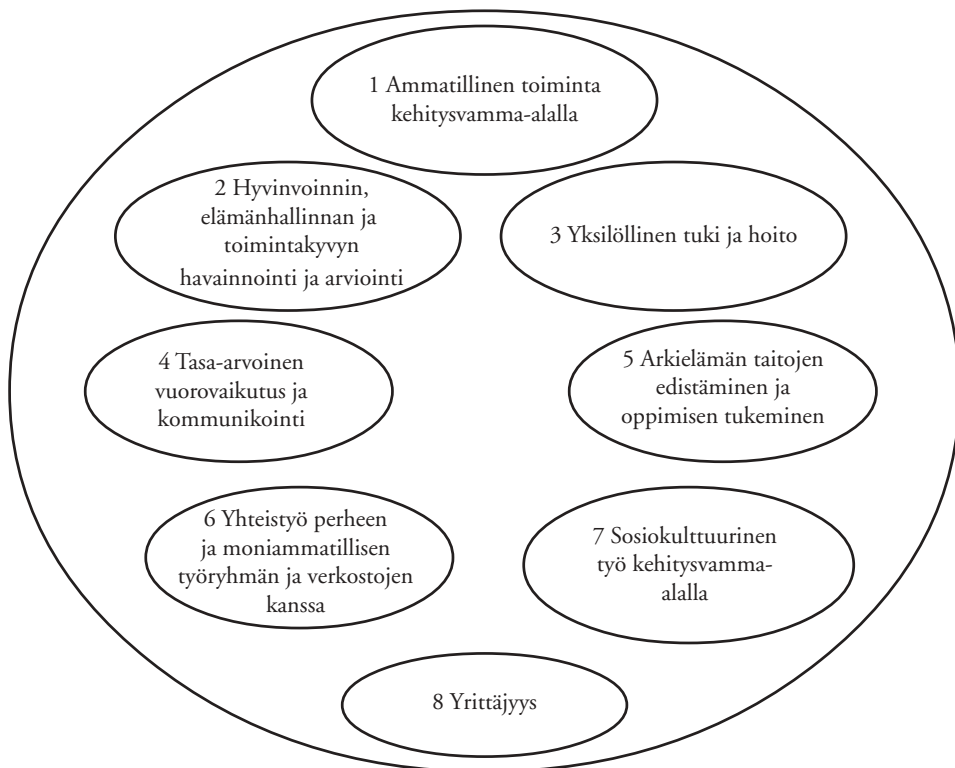 1 Ammatillinen toiminta
kehitysvamma-alalla
2 Hyvinvoinnin,
elämänhallinnan ja
toimintakyvyn
havainnointi ja arviointi
3 Yksilöllinen tuki ja hoito
4 Tasa-arvoinen
vuorovaikutus ja
kommunikointi
5 Arkielämän taitojen
edistäminen ja
oppimisen tukeminen
6 Yhteistyö perheen
ja moniammatillisen
työryhmän ja verkostojen
kanssa
7 Sosiokulttuurinen
työ kehitysvamma-
alalla
8 Yrittäjyys